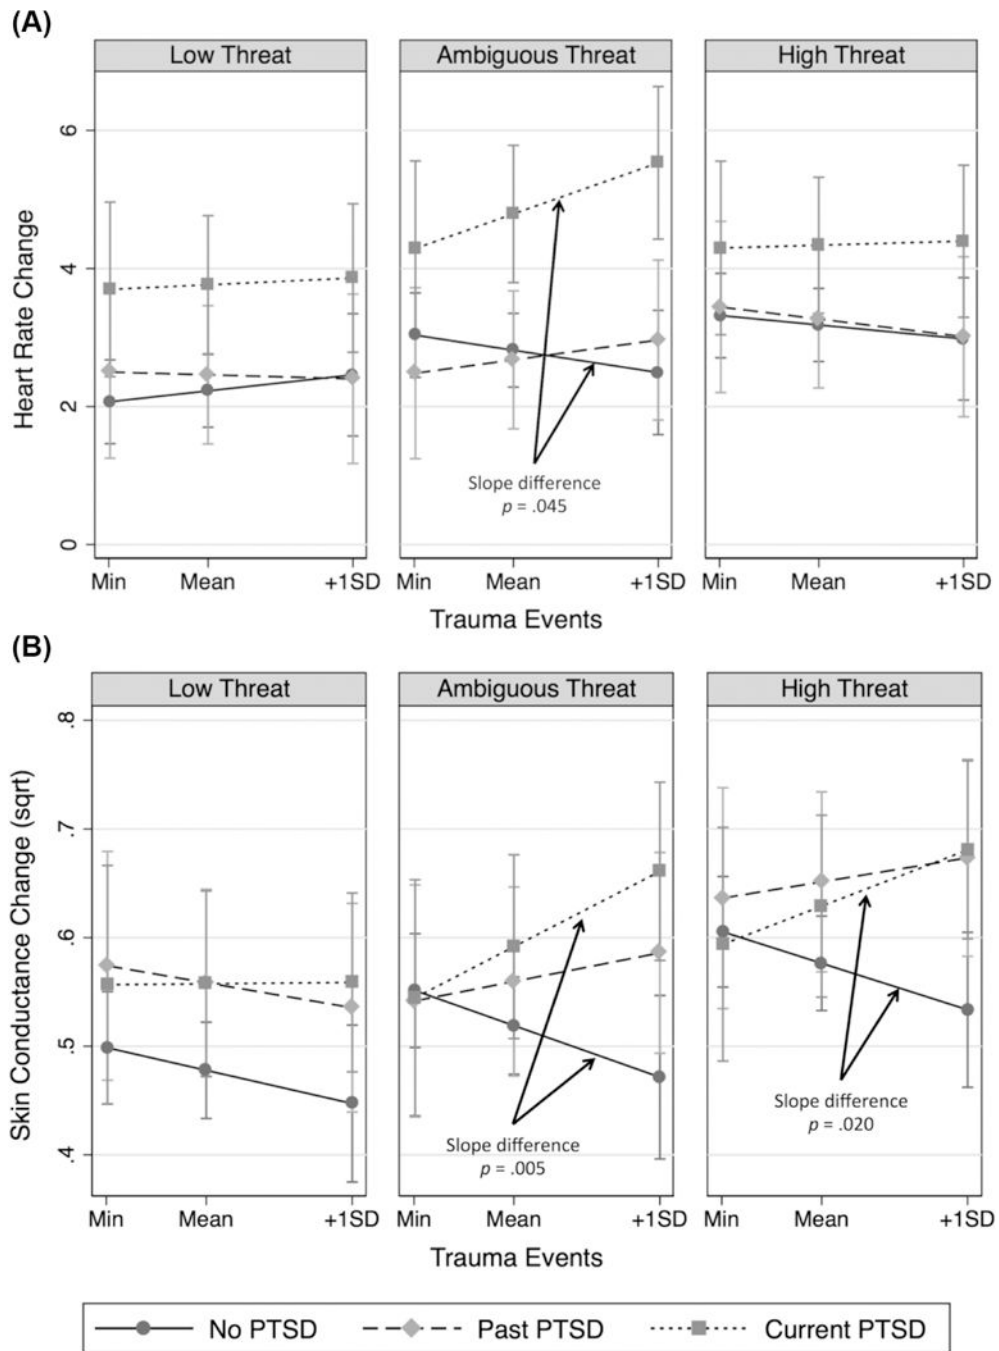 (A)
Low Threat
Ambiguous Threat
High Threat
Heart Rate Change
6
4
2
0
Slope difference
p = .045
Min
Mean
+1SD
Min
Mean
+1SD
Min
Mean
+1SD
Trauma Events
(B)
Low Threat
Ambiguous Threat
High Threat
Skin Conductance Change (sqrt)
.8
.7
.6
.5
.4
Slope difference
p = .005
Slope difference
p = .020
Min
Mean
+1SD
Min
Mean
+1SD
Min
Mean
+1SD
Trauma Events
No PTSD
Past PTSD
Current PTSD